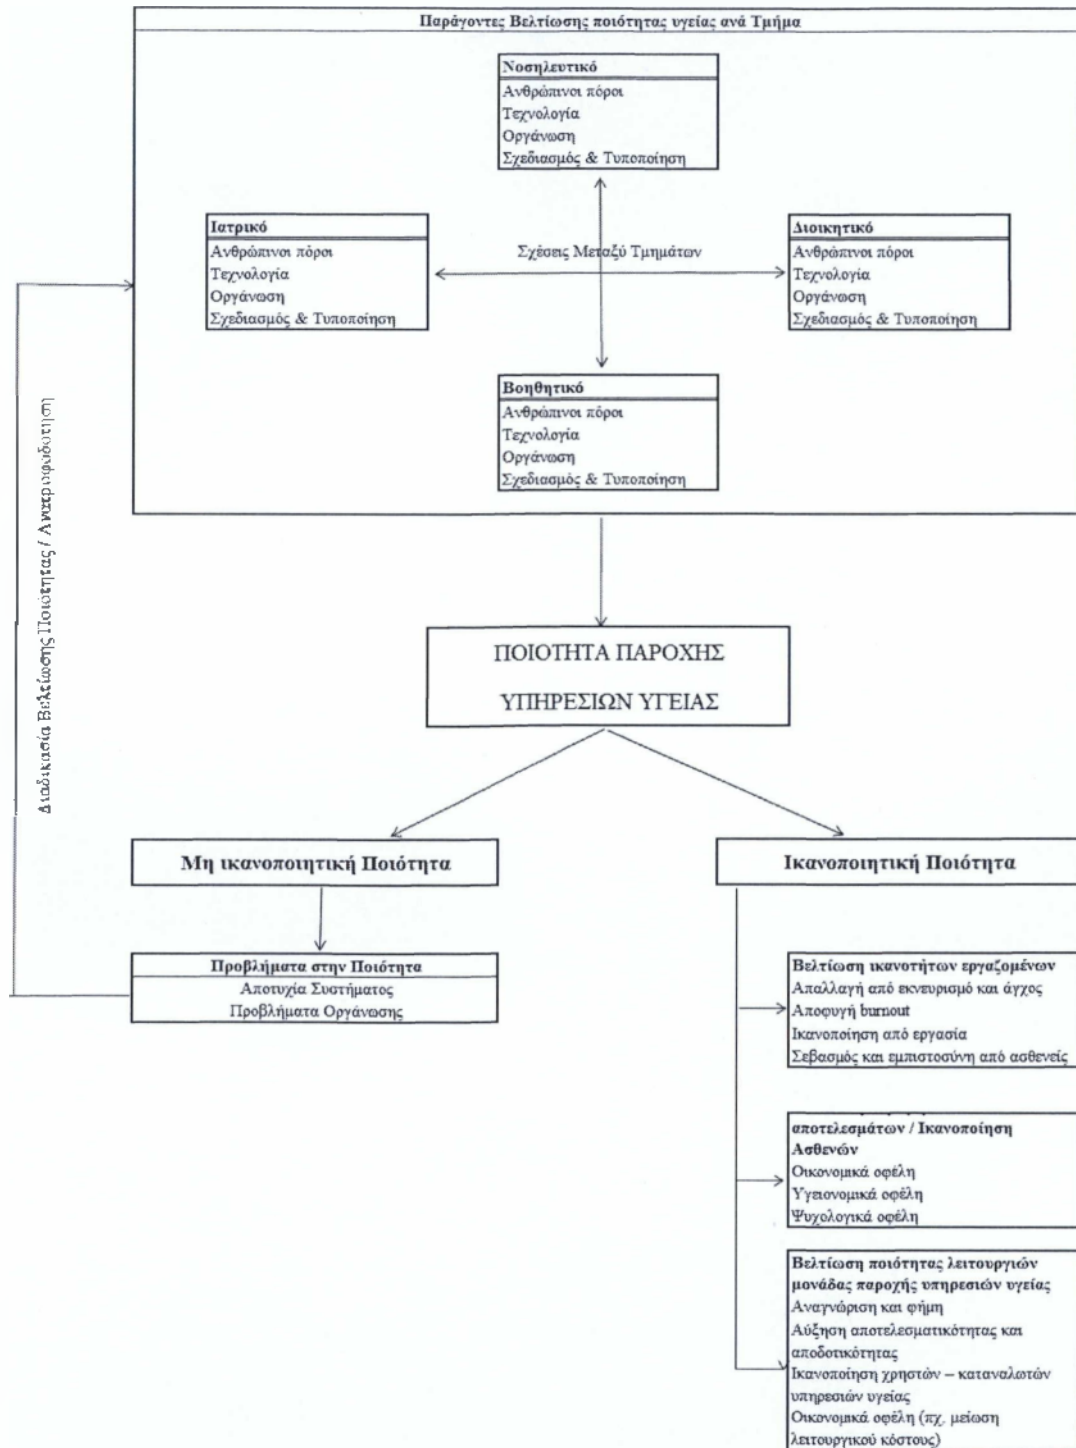 Παράγοντες Βελτίωσης ποιότητας υγείας ανά Τμήμα
Νοσηλευτικό
Ανθρώπινοι πόροι
Τεχνολογία
Οργάνωση
Σχεδιασμός & Τυποποίηση
Ιατρικό
Ανθρώπινοι πόροι
Τεχνολογία
Οργάνωση
Σχεδιασμός & Τυποποίηση
Σχέσεις Μεταξύ Τμημάτων
Διοικητικό
Ανθρώπινοι πόροι
Τεχνολογία
Οργάνωση
Σχεδιασμός & Τυποποίηση
Βοηθητικό
Ανθρώπινοι πόροι
Τεχνολογία
Οργάνωση
Σχεδιασμός & Τυποποίηση
Διαδικασία Βελτίωσης Ποιότητας / Ανατροφοδότηση
ΠΟΙΟΤΗΤΑ ΠΑΡΟΧΗΣ
ΥΠΗΡΕΣΙΩΝ ΥΓΕΙΑΣ
Μη ικανοποιητική Ποιότητα
Ικανοποιητική Ποιότητα
Προβλήματα στην Ποιότητα
Αποτυχία Συστήματος
Προβλήματα Οργάνωσης
Βελτίωση ικανοτήτων εργαζομένων
Απαλλαγή από εκνευρισμό και άγχος
Αποφυγή burnout
Ικανοποίηση από εργασία
Σεβασμός και εμπιστοσύνη από ασθενείς
αποτελεσμάτων / Ικανοποίηση
Ασθενών
Οικονομικά οφέλη
Υγειονομικά οφέλη
Ψυχολογικά οφέλη
Βελτίωση ποιότητας λειτουργιών
μονάδας παροχής υπηρεσιών υγείας
Αναγνώριση και φήμη
Αύξηση αποτελεσματικότητας και
αποδοτικότητας
Ικανοποίηση χρηστών – καταναλωτών
υπηρεσιών υγείας
Οικονομικά οφέλη (πχ. μείωση
λειτουργικού κόστους)